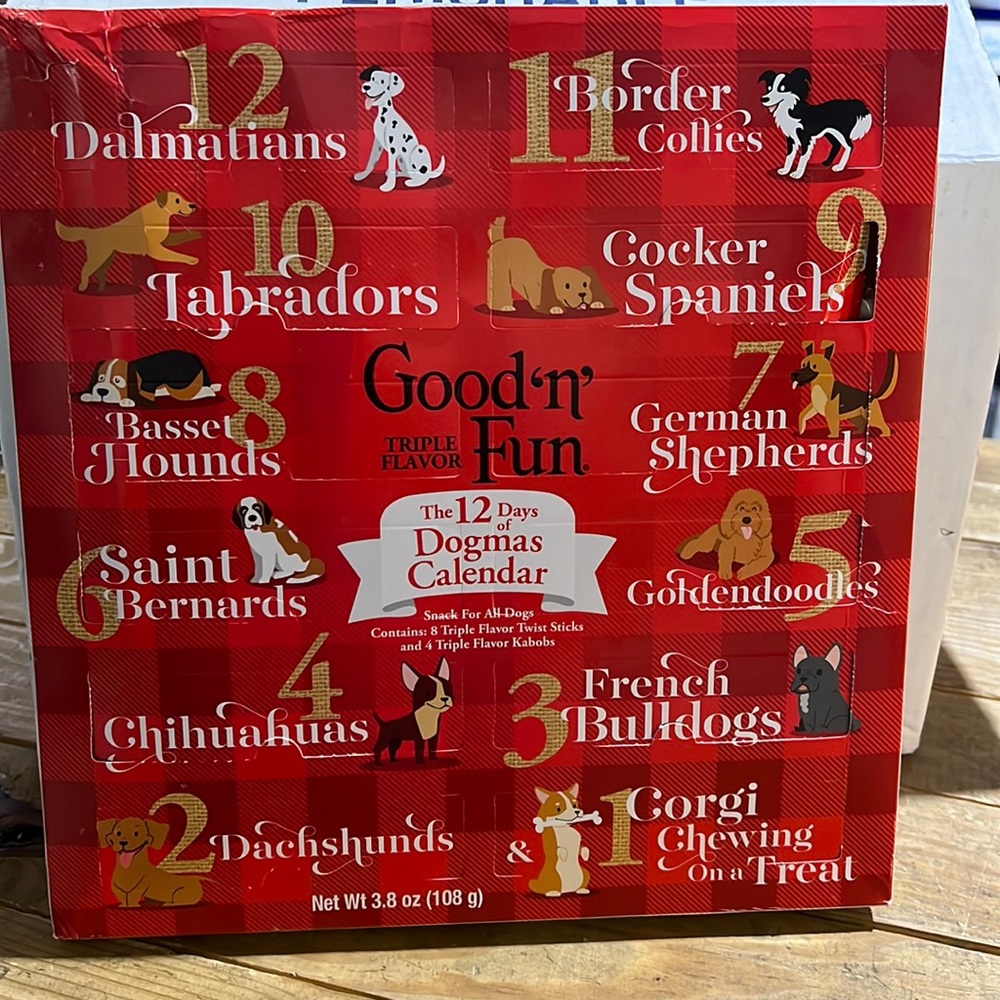 12
Dalmatians
11
Border
Collies
10
Labradors
9
Cocker
Spaniels
8
Basset
Hounds
Good 'n'
Fun
TRIPLE
FLAVOR
7
German
Shepherds
6
Saint
Bernards
The 12 Days
of
Dogmas
Calendar
Snack For All Dogs
Contains: 8 Triple Flavor Twist Sticks
and 4 Triple Flavor Kabobs
5
Goldendoodles
4
Chihuahuas
3
French
Bulldogs
2 Dachshunds
& 1 Corgi
Chewing
On a Treat
Net Wt 3.8 oz (108 g)